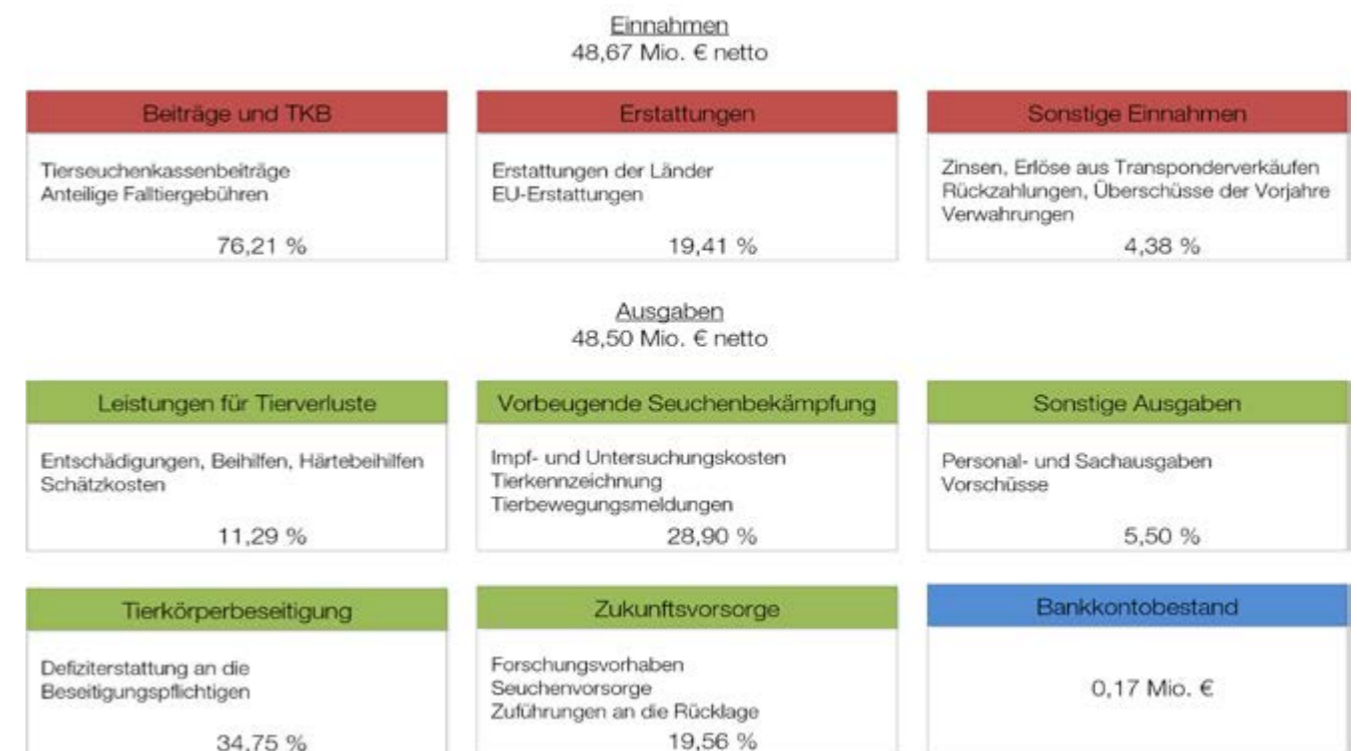 Einnahmen
48,67 Mio. € netto
Beiträge und TKB
Tierseuchenkassenbeiträge
Anteilige Falltiergebühren
76,21 %
Erstattungen
Erstattungen der Länder
EU-Erstattungen
19,41 %
Sonstige Einnahmen
Zinsen, Erlöse aus Transponderverkäufen
Rückzahlungen, Überschüsse der Vorjahre
Verwahrungen
4,38 %
Ausgaben
48,50 Mio. € netto
Leistungen für Tierverluste
Entschädigungen, Beihilfen, Härtebeihilfen
Schätzkosten
11,29 %
Vorbeugende Seuchenbekämpfung
Impf- und Untersuchungskosten
Tierkennzeichnung
Tierbewegungsmeldungen
28,90 %
Sonstige Ausgaben
Personal- und Sachausgaben
Vorschüsse
5,50 %
Tierkörperbeseitigung
Defiziterstattung an die
Beseitigungspflichtigen
34,75 %
Zukunftsvorsorge
Forschungsvorhaben
Seuchenvorsorge
Zuführungen an die Rücklage
19,56 %
Bankkontobestand
0,17 Mio. €